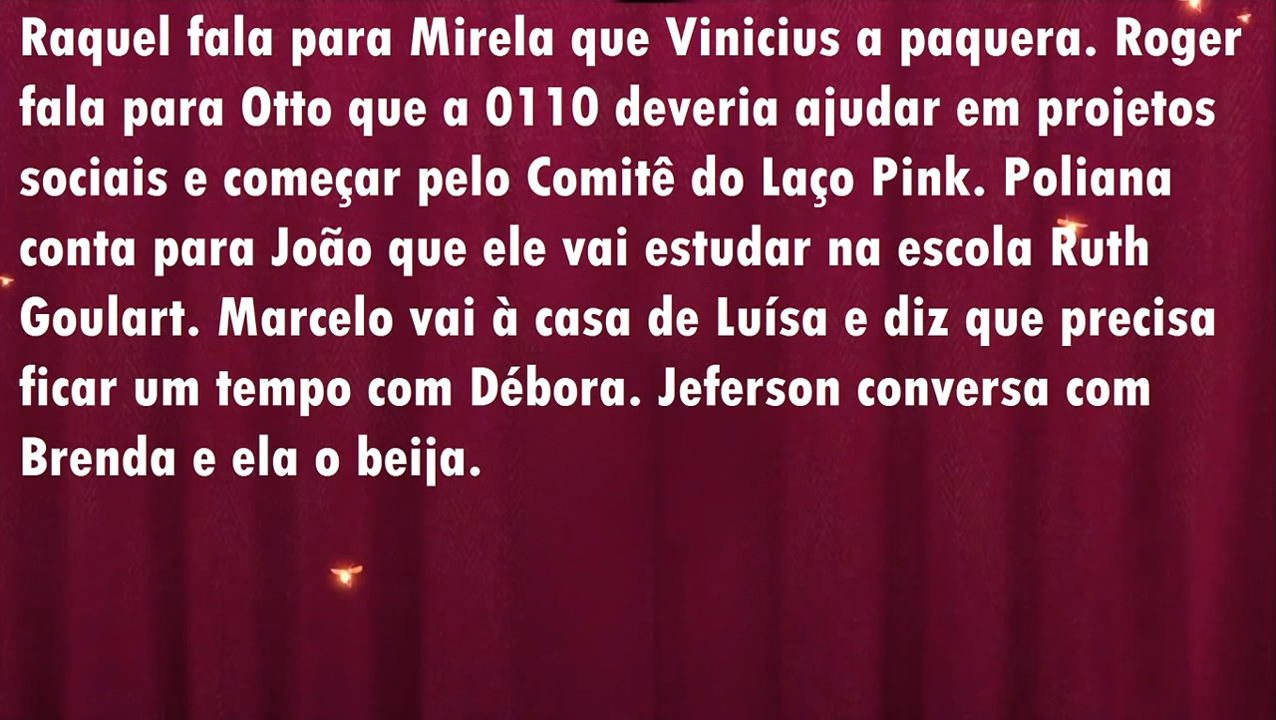 Raquel fala para Mirela que Vinicius a paquera. Roger
fala para Otto que a 0110 deveria ajudar em projetos
sociais e começar pelo Comitê do Laço Pink. Poliana
conta para João que ele vai estudar na escola Ruth
Goulart. Marcelo vai à casa de Luísa e diz que precisa
ficar um tempo com Débora. Jeferson conversa com
Brenda e ela o beija.